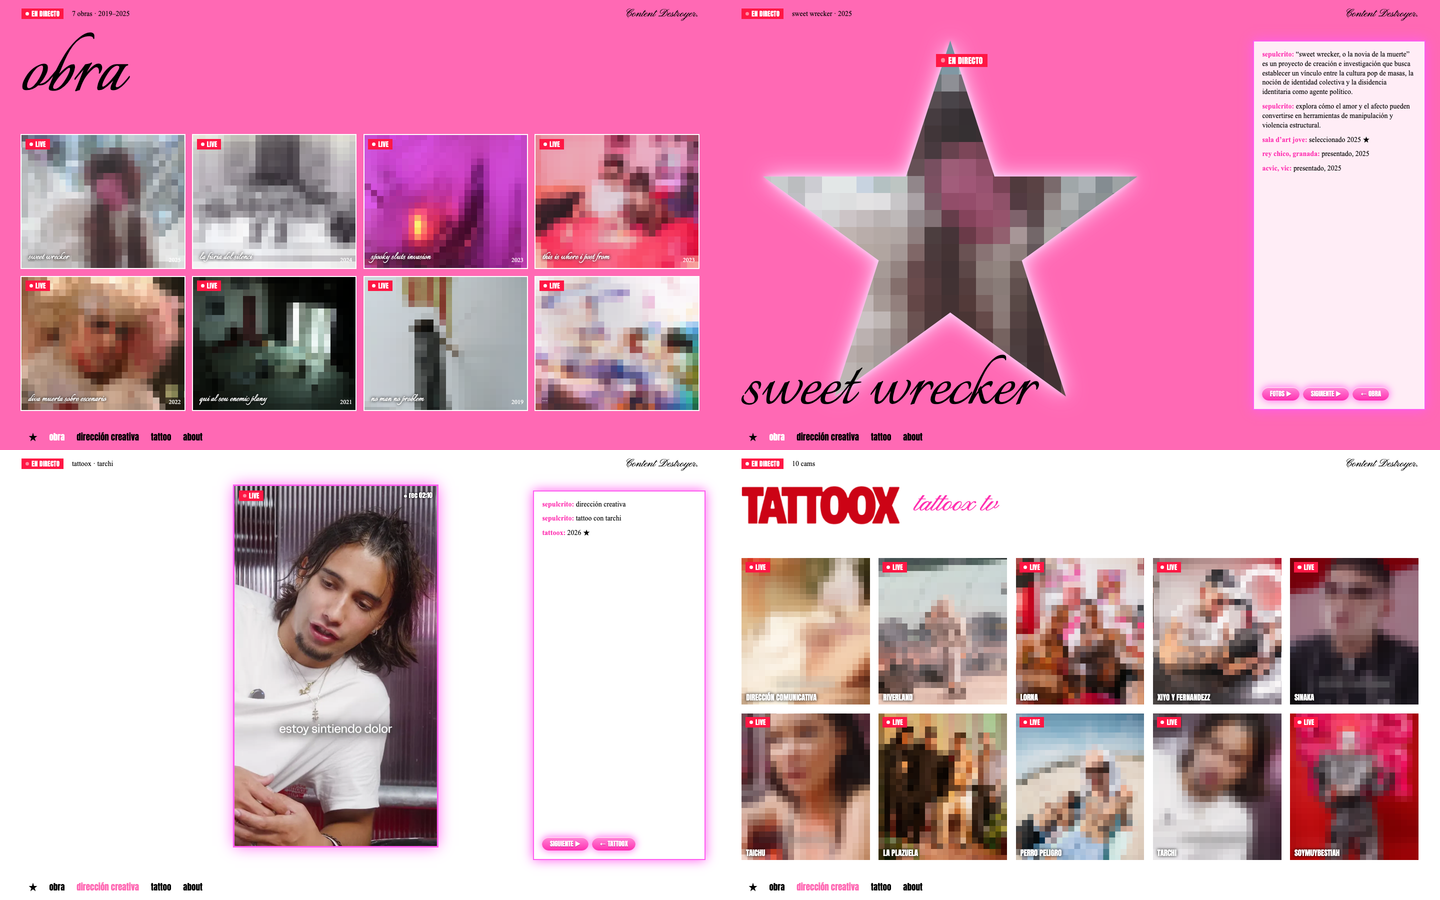 EN DIRECTO 7 obras · 2019–2025 Content Destroyer.
obra
LIVE LIVE LIVE LIVE
sweet wrecker 2025 la furia del silenci 2024 spooky sluts invasion 2023 this is where i post from 2023
LIVE LIVE LIVE LIVE
diva muerta sobre escenario 2022 qui al seu enemic plany 2021 no man no problem 2019
★ obra dirección creativa tattoo about
EN DIRECTO sweet wrecker · 2025 Content Destroyer.
EN DIRECTO
sweet wrecker
sepulcrito: “sweet wrecker, o la novia de la muerte”
es un proyecto de creación e investigación que busca
establecer un vínculo entre la cultura pop de masas, la
noción de identidad colectiva y la disidencia
identitaria como agente político.
sepulcrito: explora cómo el amor y el afecto pueden
convertirse en herramientas de manipulación y
violencia estructural.
sala d’art jove: seleccionado 2025 ★
rey chico, granada: presentado, 2025
acvic, vic: presentado, 2025
FOTOS ▶ SIGUIENTE ▶ ← OBRA
★ obra dirección creativa tattoo about
EN DIRECTO tattoox · tarchi Content Destroyer.
LIVE rec 02:10
estoy sintiendo dolor
sepulcrito: dirección creativa
sepulcrito: tattoo con tarchi
tattoox: 2026 ★
SIGUIENTE ▶ ← TATTOOX
★ obra dirección creativa tattoo about
EN DIRECTO 10 cams Content Destroyer.
TATTOOX tattoox tv
LIVE LIVE LIVE LIVE LIVE
DIRECCIÓN COMUNICATIVA RIVERLAND LORNA XIYO Y FERNANDEZZ SINAKA
LIVE LIVE LIVE LIVE LIVE
TAICHU LA PLAZUELA PERRO PELIGRO TARCHI SOYMUYBESTIAH
★ obra dirección creativa tattoo about